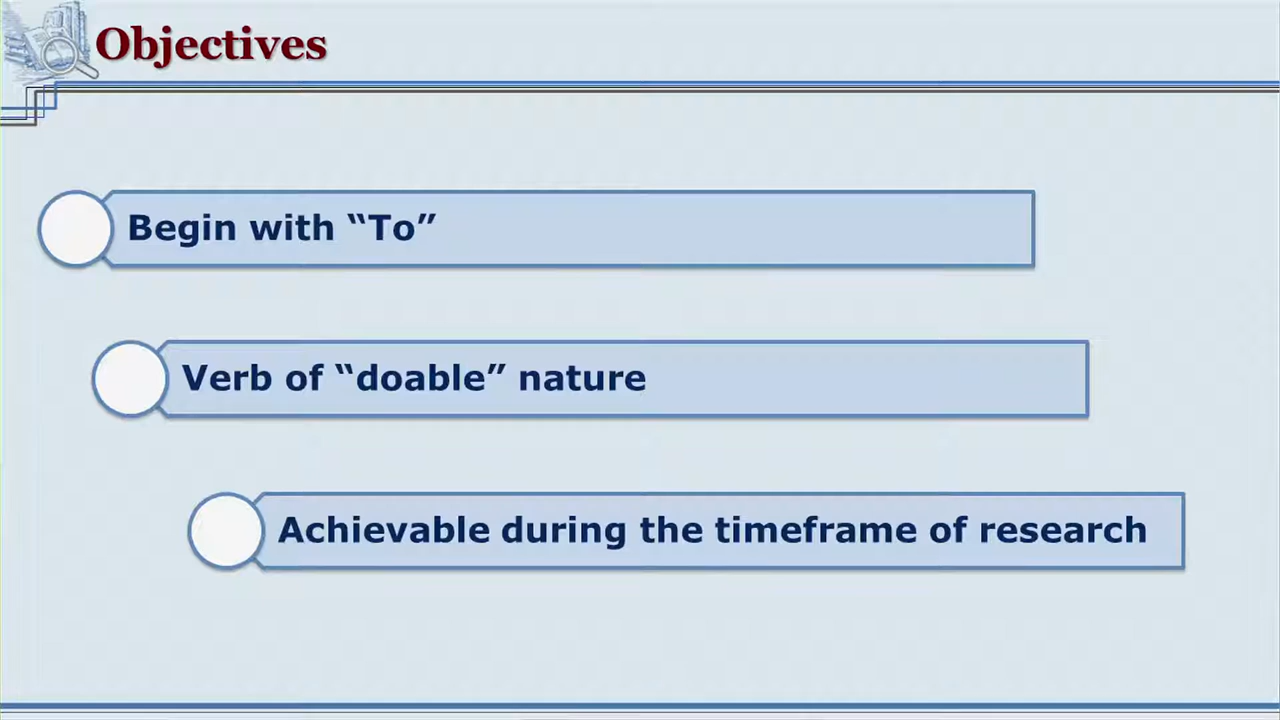 Objectives
Begin with “To”
Verb of “doable” nature
Achievable during the timeframe of research